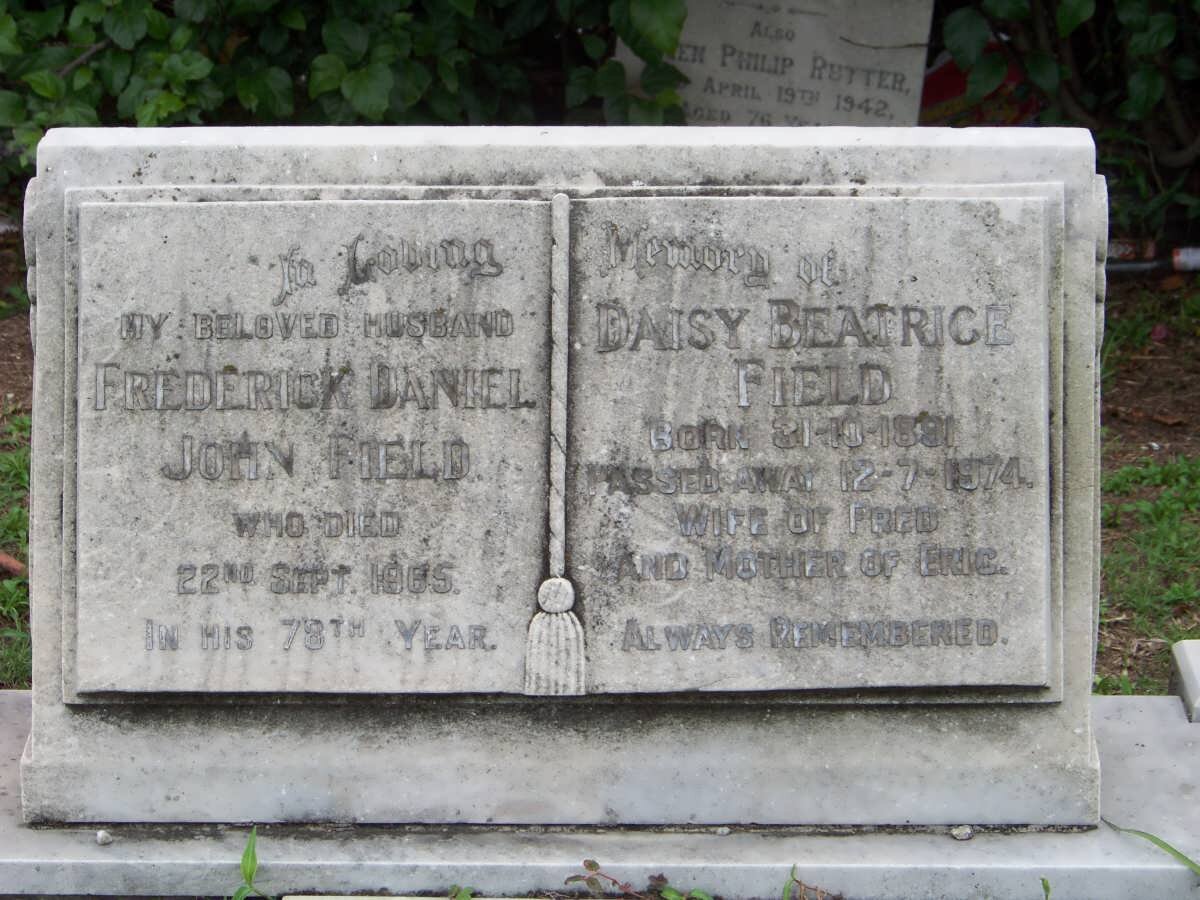 Also
Philip Rutter,
April 19th 1942,
Aged 76
In Loving
My Beloved Husband
Frederick Daniel
John Field
Who Died
22nd Sept. 1965.
In his 78th Year.
Memory of
Daisy Beatrice
Field
Born 31-10-1891
Passed away 12-7-1974.
Wife of Fred
and Mother of Eric.
Always Remembered.